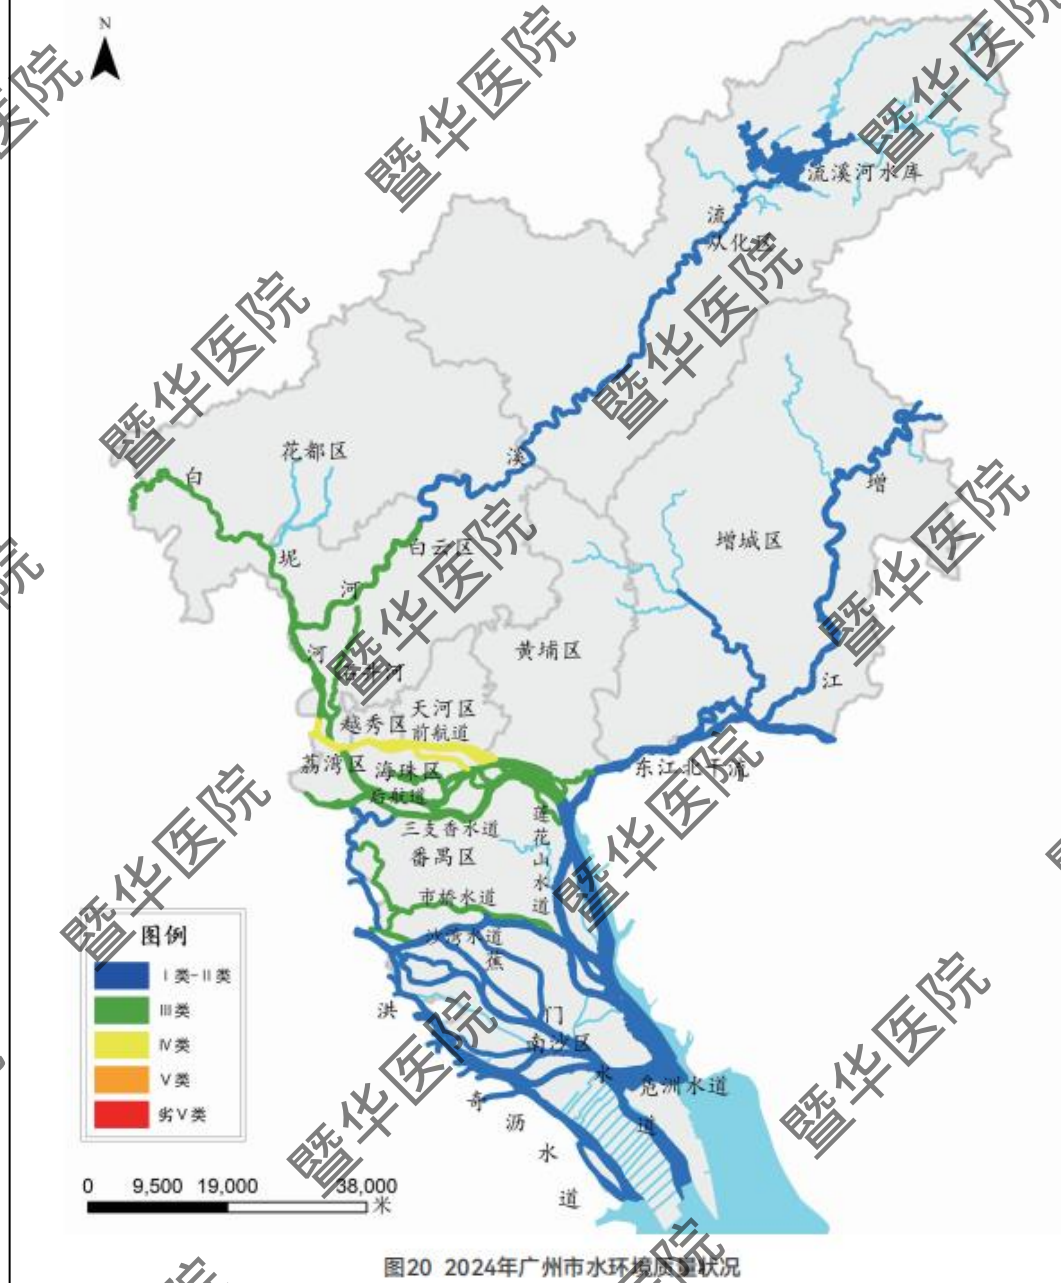 N
流溪河水库
流
从化区
花都区
溪
白
增
坭
白云区
增城区
河
河
黄埔区
石井河
江
天河区
越秀区
前航道
荔湾区
海珠区
东江北干流
后航道
莲花山水道
三支香水道
番禺区
市桥水道
沙湾水道
蕉
图例
I类-II类
III类
IV类
V类
劣V类
洪
门
南沙区
水
道
奇
沥
水
道
0 9,500 19,000 38,000
米
图20 2024年广州市水环境质量状况
暨华医院